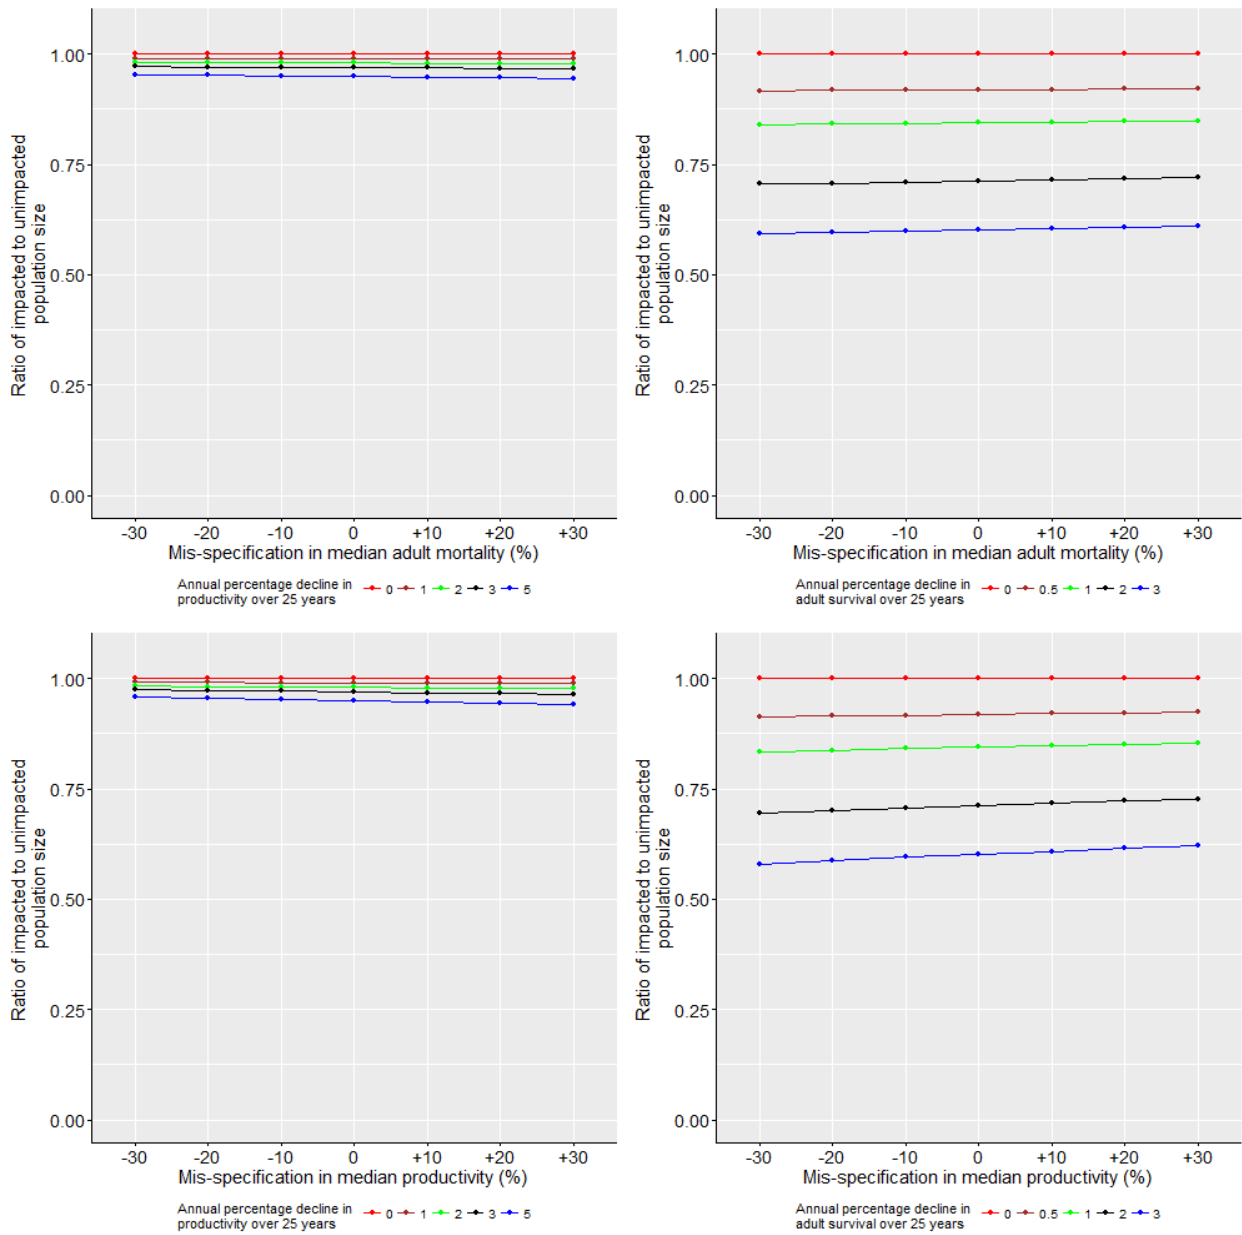 Ratio of impacted to unimpacted
population size
1.00
0.75
0.50
0.25
0.00
-30 -20 -10 0 +10 +20 +30
Mis-specification in median adult mortality (%)
Annual percentage decline in
productivity over 25 years 0 1 2 3 5
Ratio of impacted to unimpacted
population size
1.00
0.75
0.50
0.25
0.00
-30 -20 -10 0 +10 +20 +30
Mis-specification in median adult mortality (%)
Annual percentage decline in
adult survival over 25 years 0 0.5 1 2 3
Ratio of impacted to unimpacted
population size
1.00
0.75
0.50
0.25
0.00
-30 -20 -10 0 +10 +20 +30
Mis-specification in median productivity (%)
Annual percentage decline in
productivity over 25 years 0 1 2 3 5
Ratio of impacted to unimpacted
population size
1.00
0.75
0.50
0.25
0.00
-30 -20 -10 0 +10 +20 +30
Mis-specification in median productivity (%)
Annual percentage decline in
adult survival over 25 years 0 0.5 1 2 3